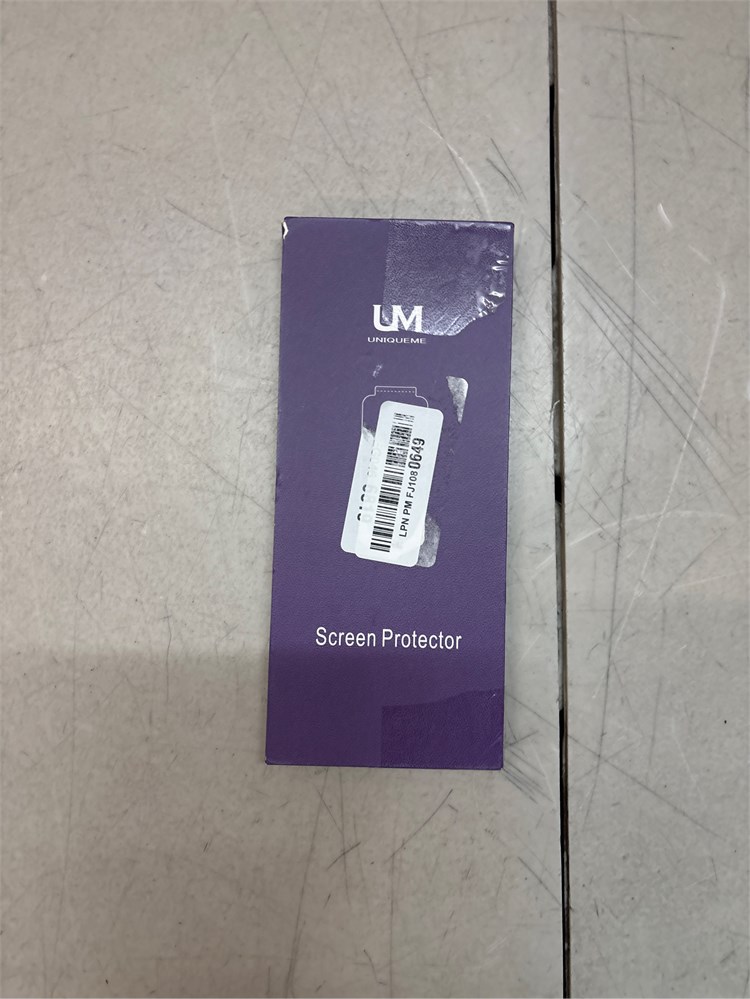 UM
UNIQUEME
LPN PM FJ1080649
Screen Protector